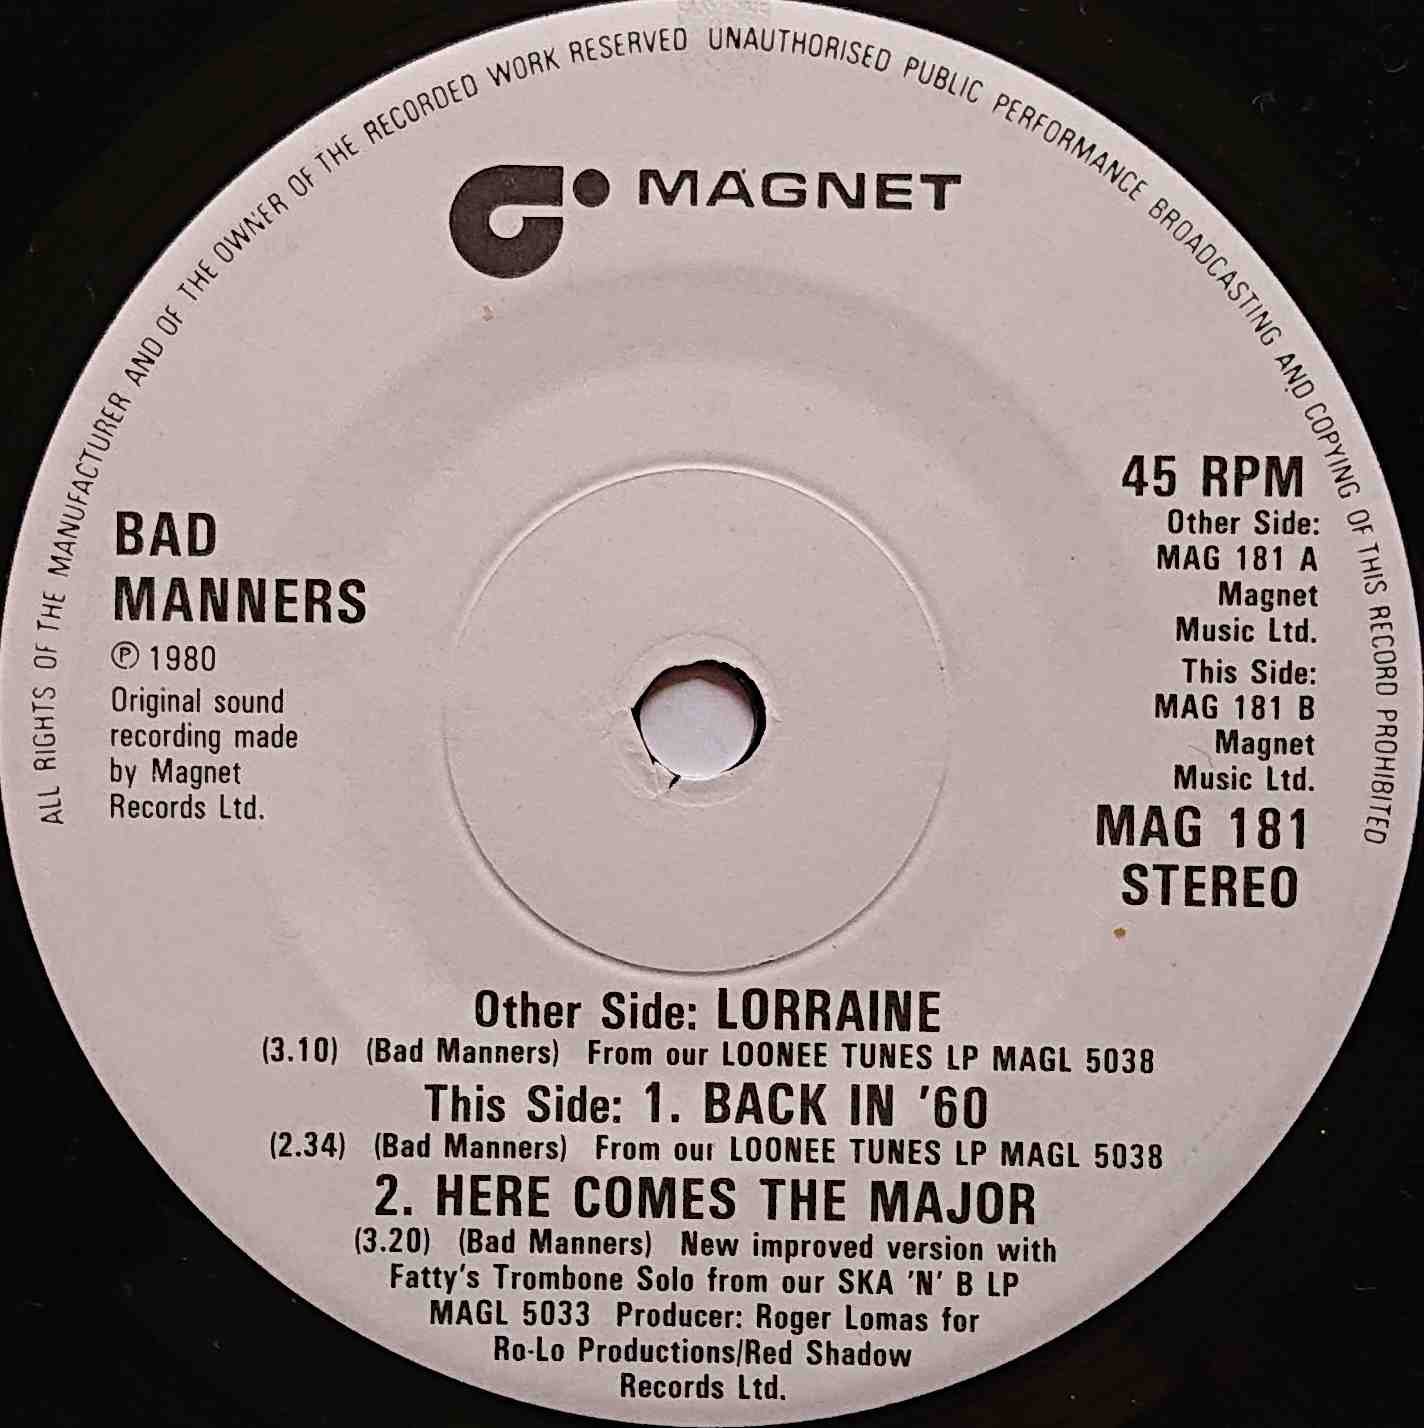 ALL RIGHTS OF THE MANUFACTURER AND OF THE OWNER OF THE RECORDED WORK RESERVED UNAUTHORISED PUBLIC PERFORMANCE BROADCASTING AND COPYING OF THIS RECORD PROHIBITED
MAGNET
BAD
MANNERS
Ⓟ 1980
Original sound
recording made
by Magnet
Records Ltd.
45 RPM
Other Side:
MAG 181 A
Magnet
Music Ltd.
This Side:
MAG 181 B
Magnet
Music Ltd.
MAG 181
STEREO
Other Side: LORRAINE
(3.10) (Bad Manners) From our LOONEE TUNES LP MAGL 5038
This Side: 1. BACK IN '60
(2.34) (Bad Manners) From our LOONEE TUNES LP MAGL 5038
2. HERE COMES THE MAJOR
(3.20) (Bad Manners) New improved version with
Fatty's Trombone Solo from our SKA 'N' B LP
MAGL 5033 Producer: Roger Lomas for
Ro-Lo Productions/Red Shadow
Records Ltd.